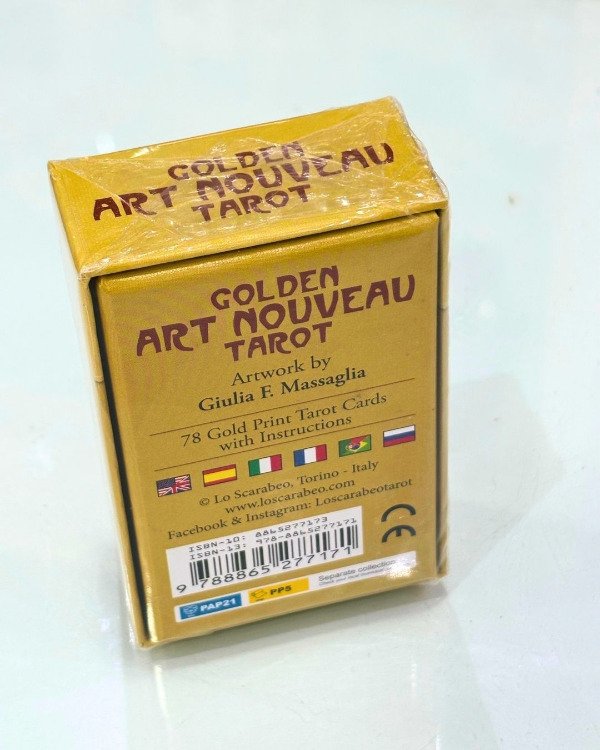 GOLDEN
ART NOUVEAU
TAROT
GOLDEN
ART NOUVEAU
TAROT
Artwork by
Giulia F. Massaglia
78 Gold Print Tarot Cards
with Instructions
© Lo Scarabeo, Torino - Italy
www.loscarabeo.com
Facebook & Instagram: Loscarabeotarot
ISBN-10: 8865277173
ISBN-13: 978-8865277171
9 788865 277171
CE
PAP21
PP5
Separate collection